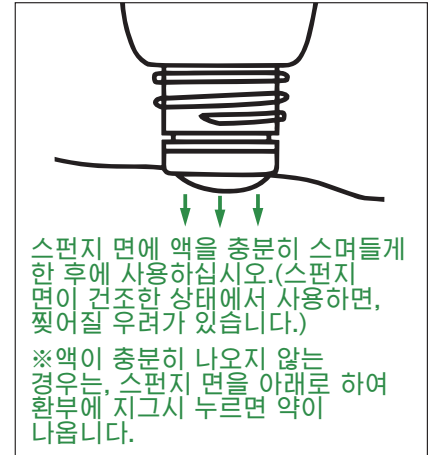 스펀지 면에 액을 충분히 스며들게
한 후에 사용하십시오.(스펀지
면이 건조한 상태에서 사용하면,
찢어질 우려가 있습니다.)
※액이 충분히 나오지 않는
경우는, 스펀지 면을 아래로 하여
환부에 지그시 누르면 약이
나옵니다.